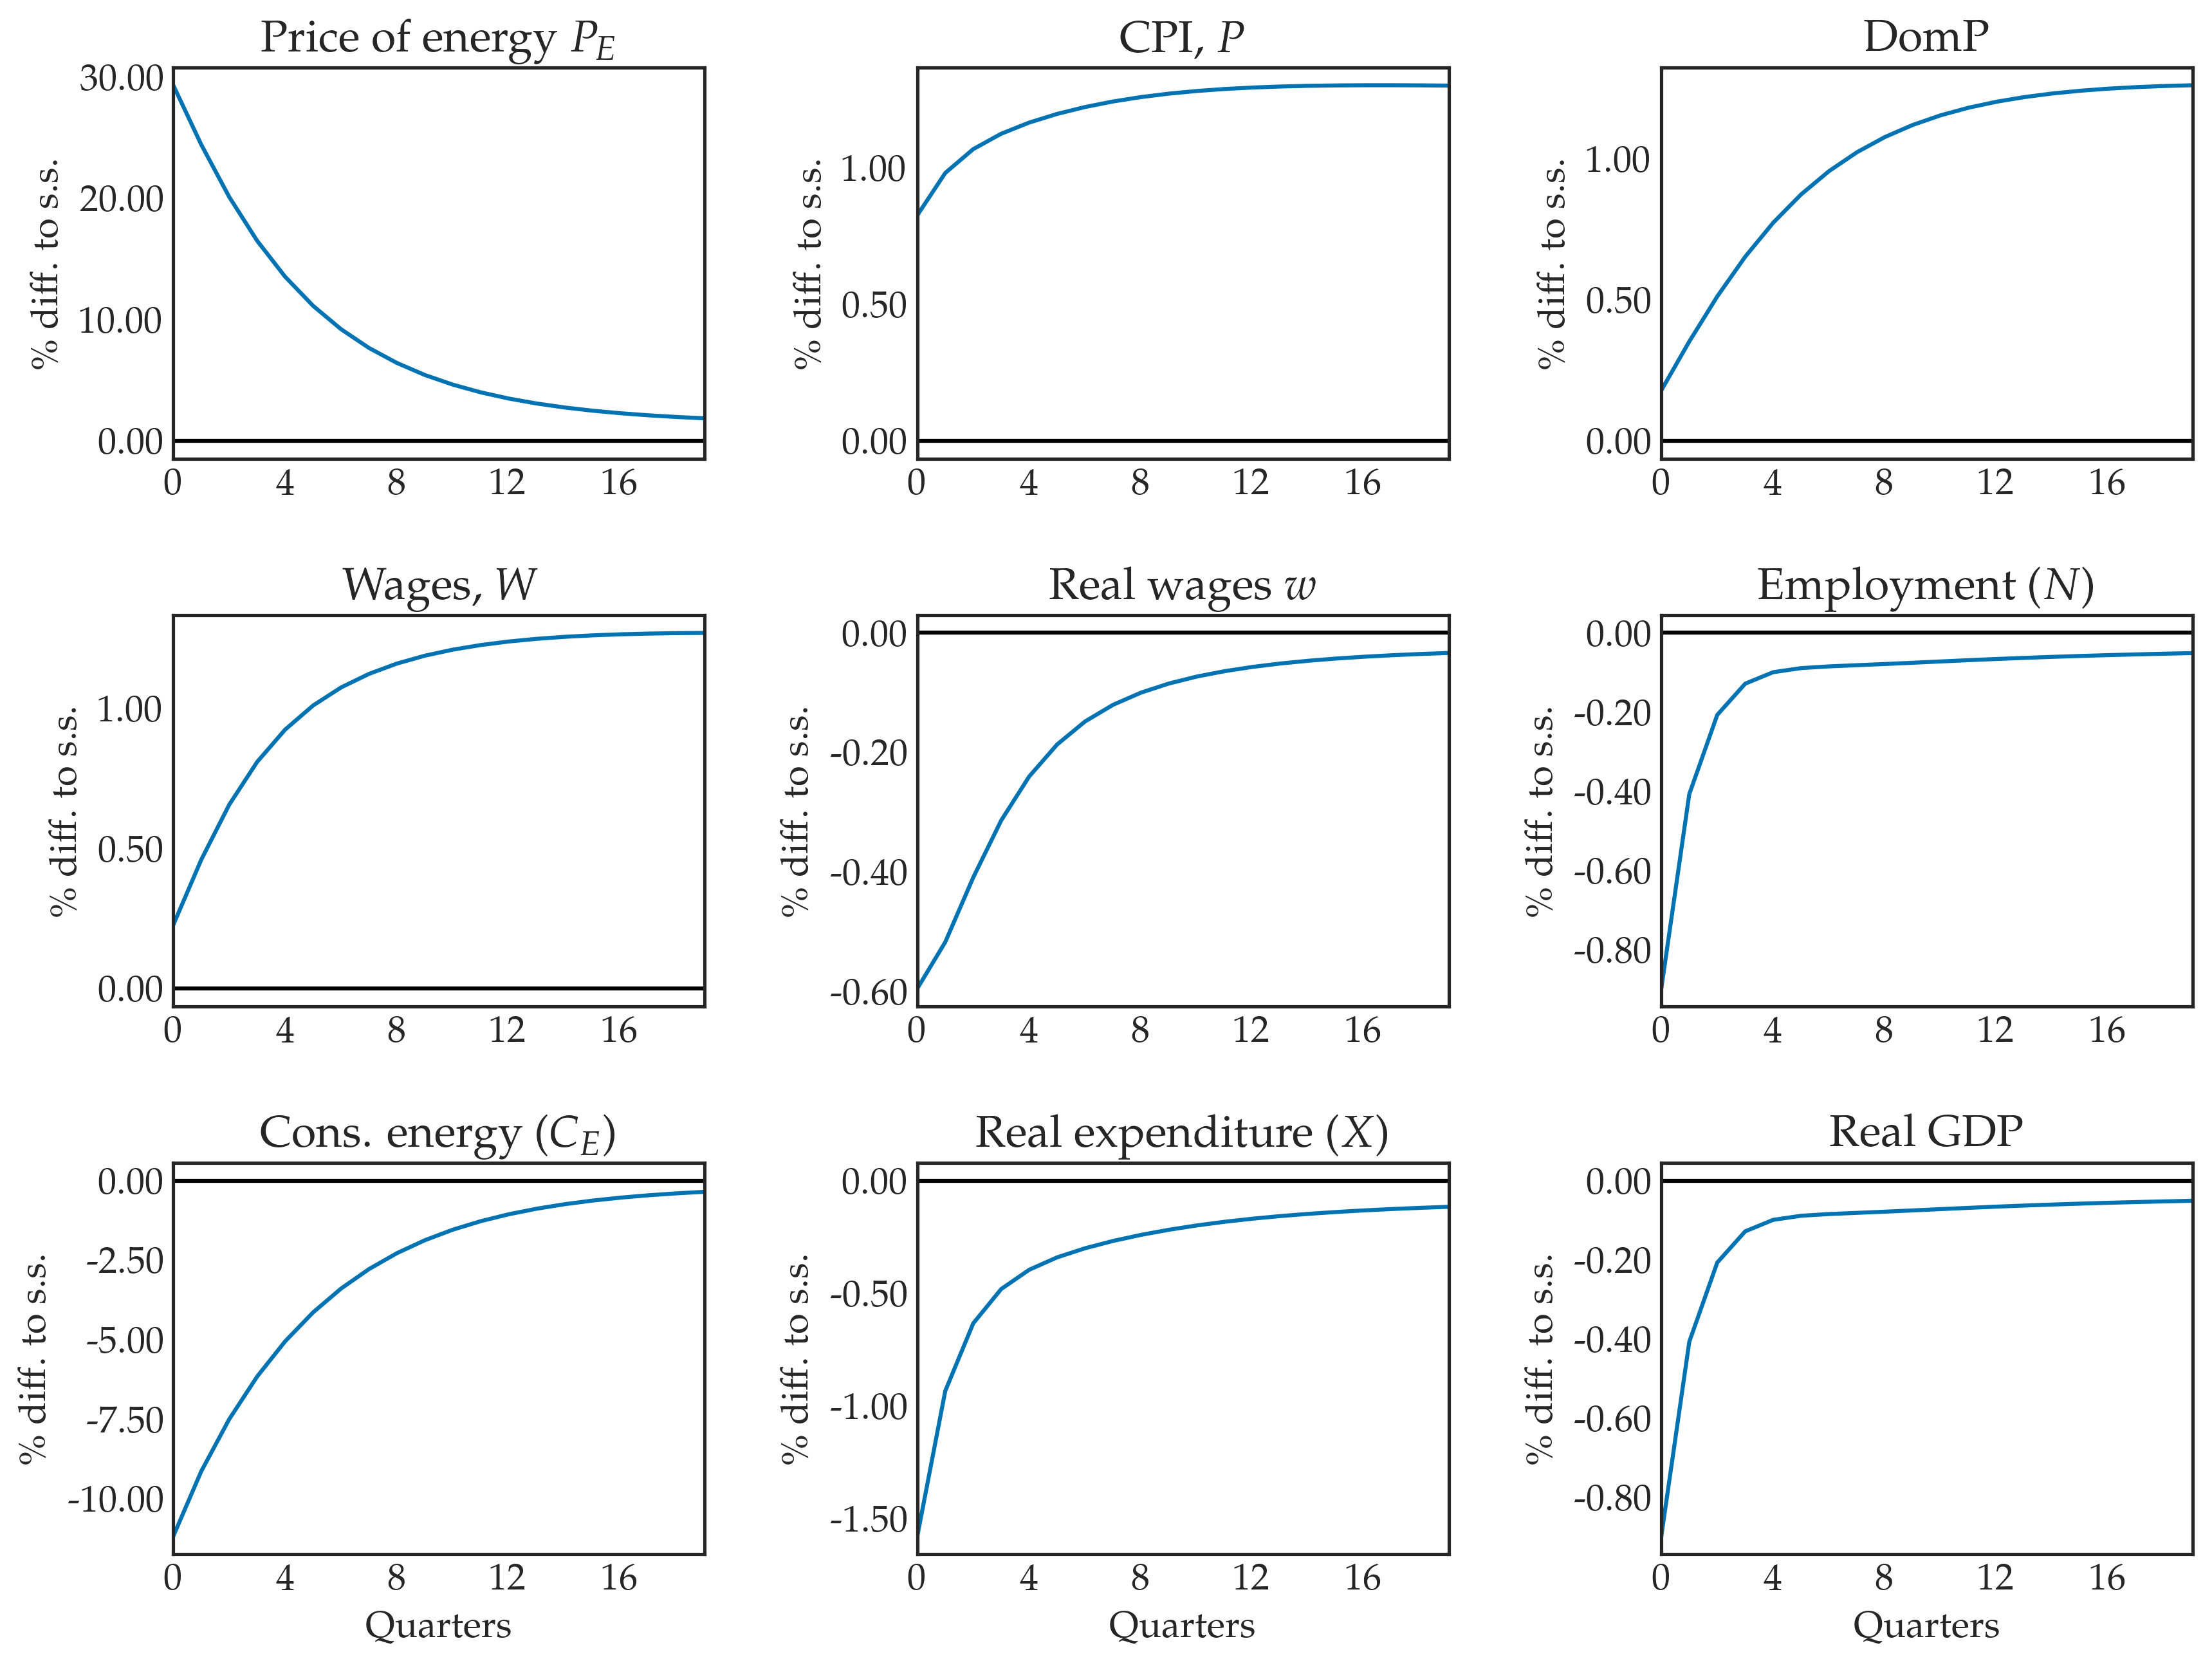 Price of energy P_E
% diff. to s.s.
30.00
20.00
10.00
0.00
0 4 8 12 16
CPI, P
% diff. to s.s.
1.00
0.50
0.00
0 4 8 12 16
DomP
% diff. to s.s.
1.00
0.50
0.00
0 4 8 12 16
Wages, W
% diff. to s.s.
1.00
0.50
0.00
0 4 8 12 16
Real wages w
% diff. to s.s.
0.00
-0.20
-0.40
-0.60
0 4 8 12 16
Employment (N)
% diff. to s.s.
0.00
-0.20
-0.40
-0.60
-0.80
0 4 8 12 16
Cons. energy (C_E)
% diff. to s.s.
0.00
-2.50
-5.00
-7.50
-10.00
0 4 8 12 16
Quarters
Real expenditure (X)
% diff. to s.s.
0.00
-0.50
-1.00
-1.50
0 4 8 12 16
Quarters
Real GDP
% diff. to s.s.
0.00
-0.20
-0.40
-0.60
-0.80
0 4 8 12 16
Quarters